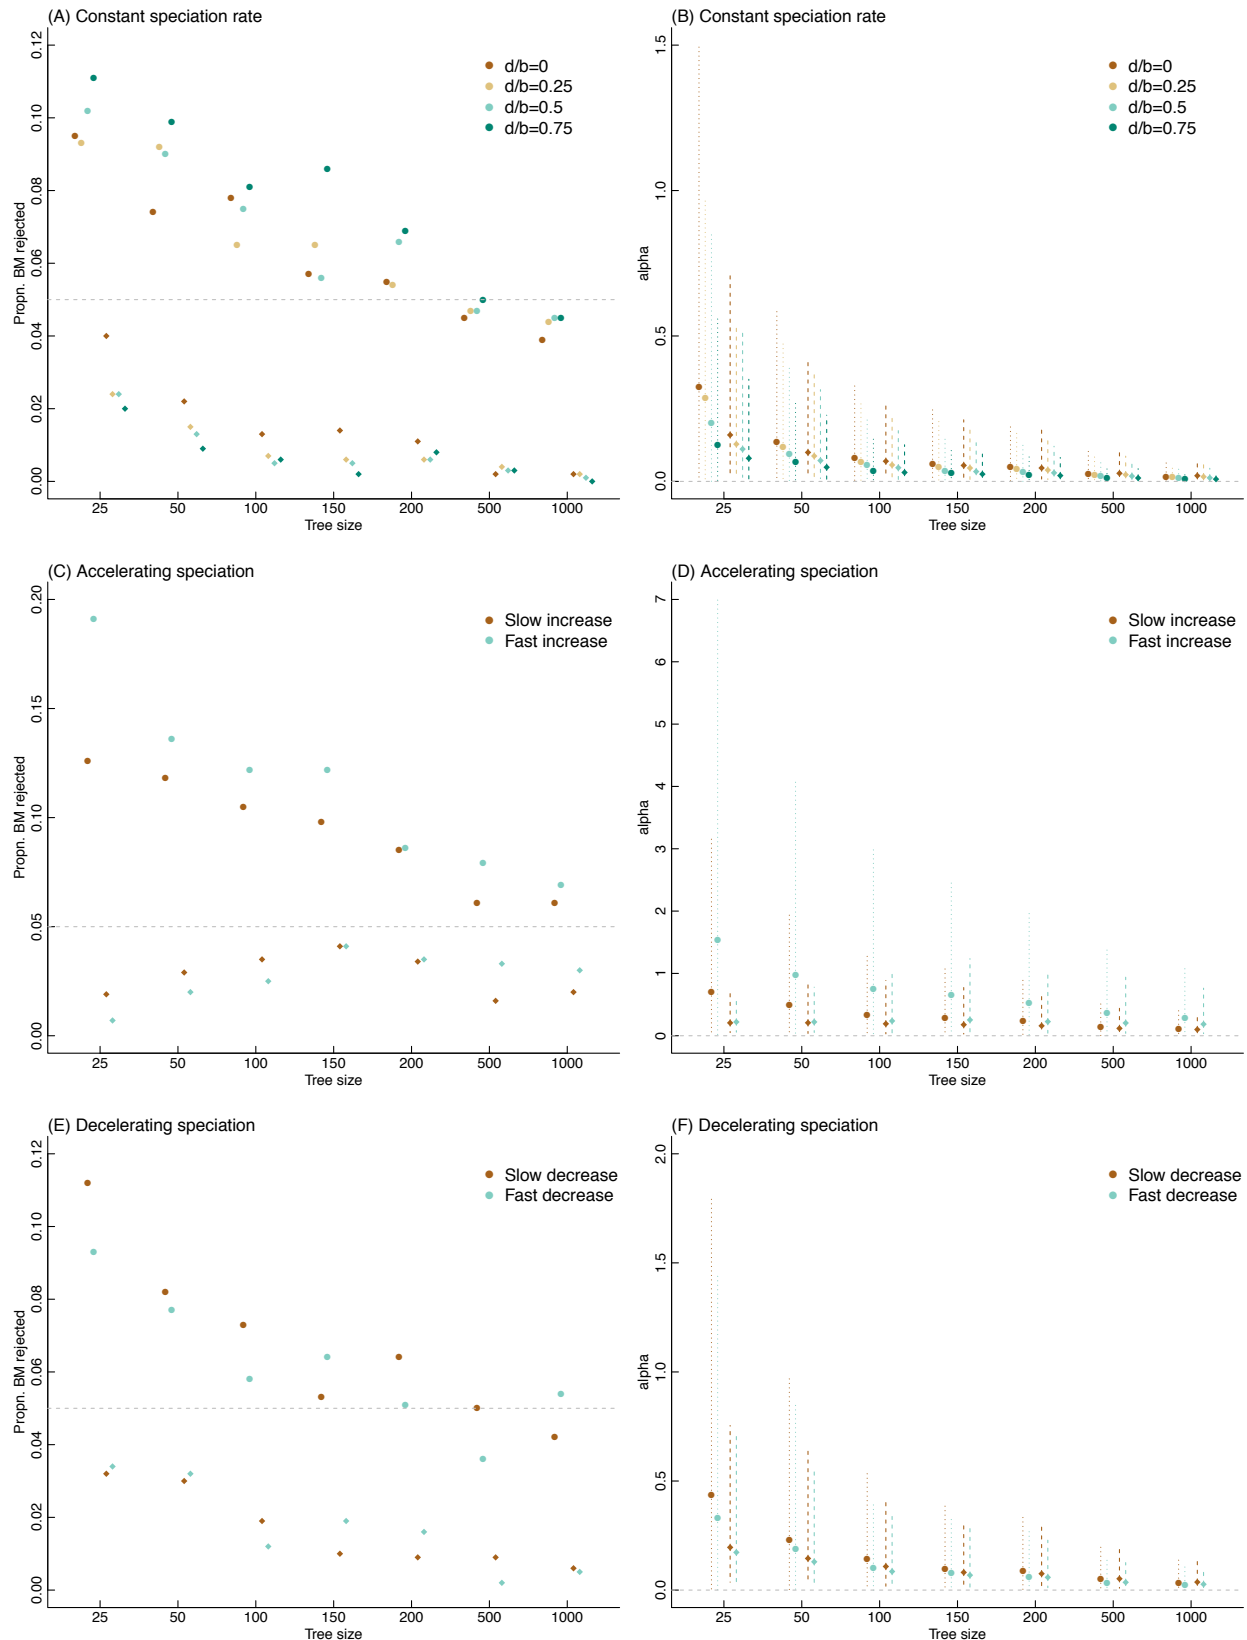 (A) Constant speciation rate
0.12
0.10
0.08
0.06
0.04
0.02
0.00
Propn. BM rejected
d/b=0
d/b=0.25
d/b=0.5
d/b=0.75
25 50 100 150 200 500 1000
Tree size
(B) Constant speciation rate
1.5
1.0
0.5
0.0
alpha
d/b=0
d/b=0.25
d/b=0.5
d/b=0.75
25 50 100 150 200 500 1000
Tree size
(C) Accelerating speciation
0.20
0.15
0.10
0.05
0.00
Propn. BM rejected
Slow increase
Fast increase
25 50 100 150 200 500 1000
Tree size
(D) Accelerating speciation
7
6
5
4
3
2
1
0
alpha
Slow increase
Fast increase
25 50 100 150 200 500 1000
Tree size
(E) Decelerating speciation
0.12
0.10
0.08
0.06
0.04
0.02
0.00
Propn. BM rejected
Slow decrease
Fast decrease
25 50 100 150 200 500 1000
Tree size
(F) Decelerating speciation
2.0
1.5
1.0
0.5
0.0
alpha
Slow decrease
Fast decrease
25 50 100 150 200 500 1000
Tree size